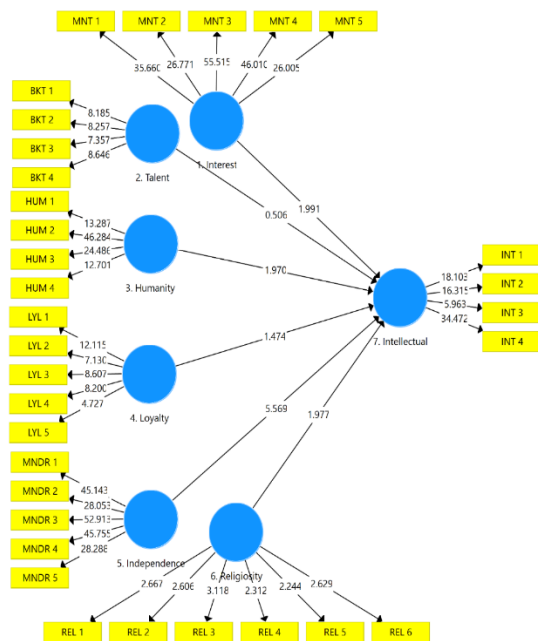 MNT 1
MNT 2
MNT 3
MNT 4
MNT 5
35.660
26.771
55.515
46.010
26.005
1. Interest
BKT 1
BKT 2
BKT 3
BKT 4
8.185
8.257
7.357
8.646
2. Talent
HUM 1
HUM 2
HUM 3
HUM 4
13.287
46.284
24.486
12.701
3. Humanity
LYL 1
LYL 2
LYL 3
LYL 4
LYL 5
12.115
7.130
8.607
8.200
4.727
4. Loyalty
MNDR 1
MNDR 2
MNDR 3
MNDR 4
MNDR 5
45.143
28.053
52.913
45.755
28.288
5. Independence
6. Religiosity
2.667
2.606
3.118
2.312
2.244
2.629
REL 1
REL 2
REL 3
REL 4
REL 5
REL 6
1.991
0.506
1.970
1.474
5.569
1.977
7. Intellectual
18.103
16.315
5.963
34.472
INT 1
INT 2
INT 3
INT 4